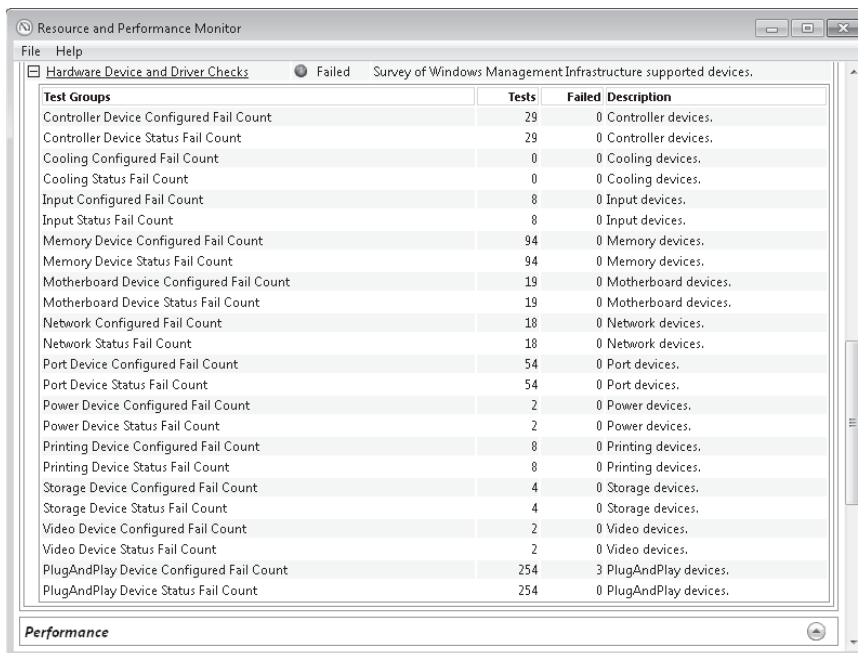 Resource and Performance Monitor
File Help
Hardware Device and Driver Checks Failed Survey of Windows Management Infrastructure supported devices.
Test Groups Tests Failed Description
Controller Device Configured Fail Count 29 0 Controller devices.
Controller Device Status Fail Count 29 0 Controller devices.
Cooling Configured Fail Count 0 0 Cooling devices.
Cooling Status Fail Count 0 0 Cooling devices.
Input Configured Fail Count 8 0 Input devices.
Input Status Fail Count 8 0 Input devices.
Memory Device Configured Fail Count 94 0 Memory devices.
Memory Device Status Fail Count 94 0 Memory devices.
Motherboard Device Configured Fail Count 19 0 Motherboard devices.
Motherboard Device Status Fail Count 19 0 Motherboard devices.
Network Configured Fail Count 18 0 Network devices.
Network Status Fail Count 18 0 Network devices.
Port Device Configured Fail Count 54 0 Port devices.
Port Device Status Fail Count 54 0 Port devices.
Power Device Configured Fail Count 2 0 Power devices.
Power Device Status Fail Count 2 0 Power devices.
Printing Device Configured Fail Count 8 0 Printing devices.
Printing Device Status Fail Count 8 0 Printing devices.
Storage Device Configured Fail Count 4 0 Storage devices.
Storage Device Status Fail Count 4 0 Storage devices.
Video Device Configured Fail Count 2 0 Video devices.
Video Device Status Fail Count 2 0 Video devices.
PlugAndPlay Device Configured Fail Count 254 3 PlugAndPlay devices.
PlugAndPlay Device Status Fail Count 254 0 PlugAndPlay devices.
Performance